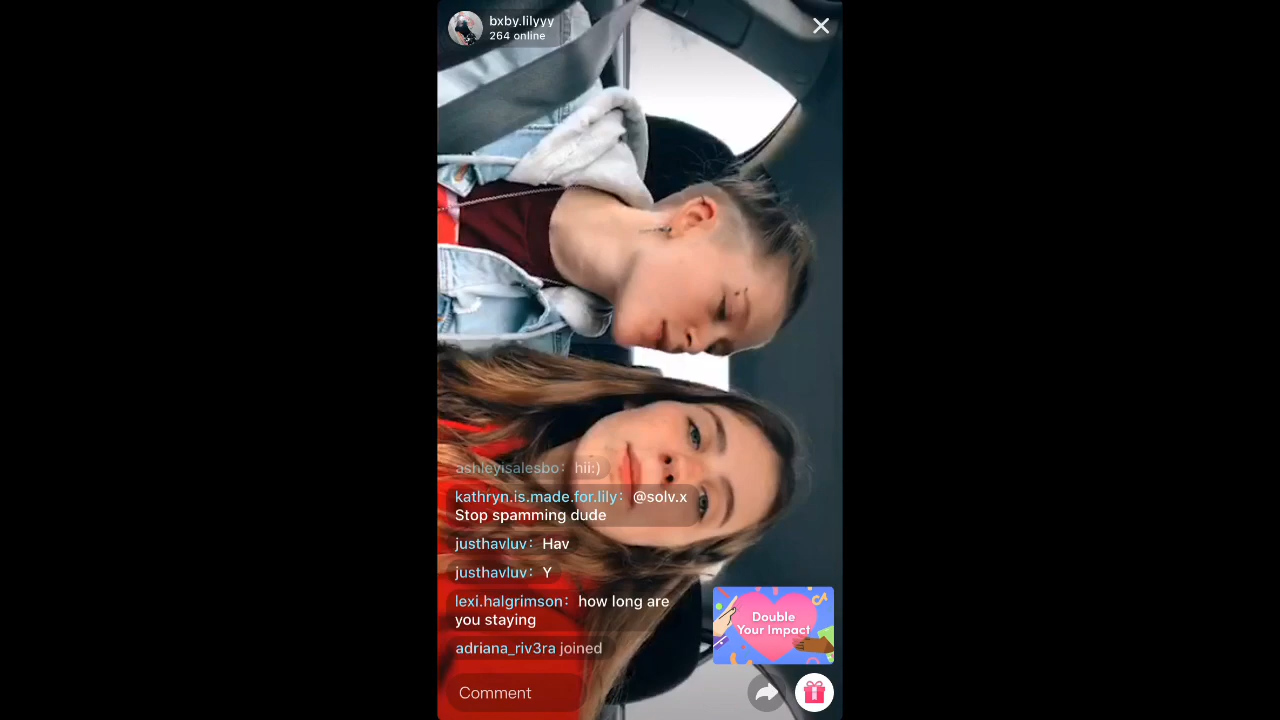 bxby.lilyyy
264 online
ashleyisalesbo: hii:)
kathryn.is.made.for.lily: @solv.x
Stop spamming dude
justhavluv: Hav
justhavluv: Y
lexi.halgrimson: how long are
you staying
adriana_riv3ra joined
Double
Your Impact
Comment